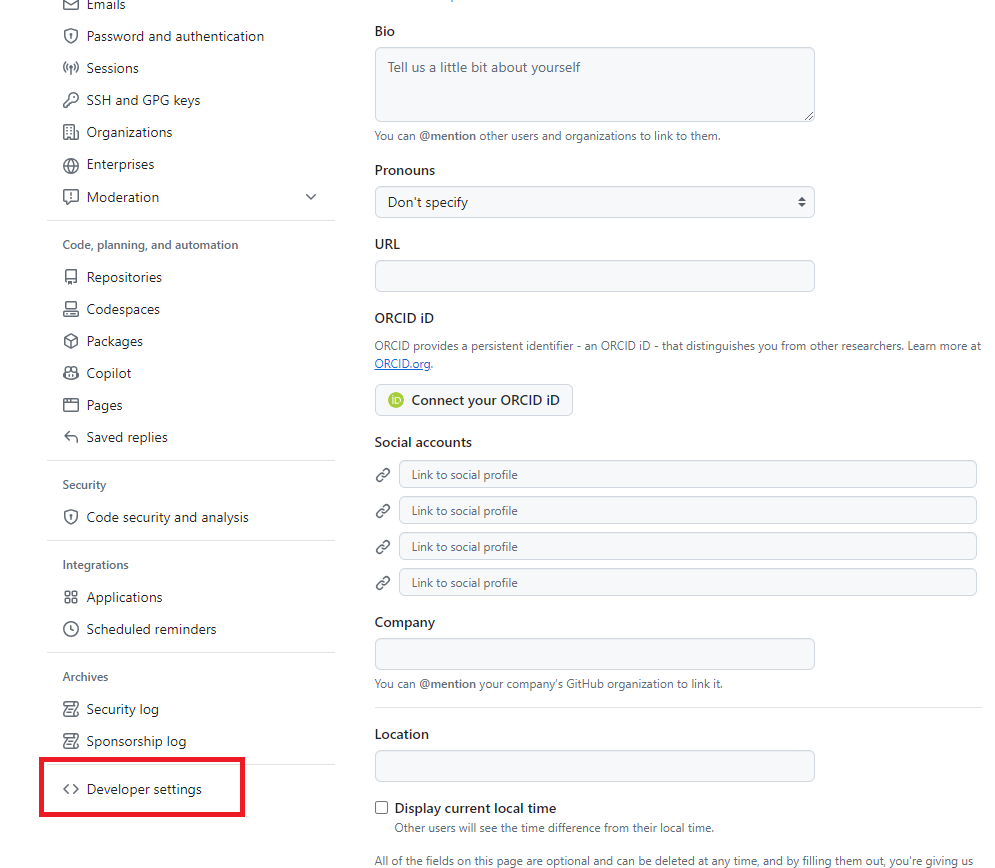 Emails
Password and authentication
Sessions
SSH and GPG keys
Organizations
Enterprises
Moderation
Code, planning, and automation
Repositories
Codespaces
Packages
Copilot
Pages
Saved replies
Security
Code security and analysis
Integrations
Applications
Scheduled reminders
Archives
Security log
Sponsorship log
Developer settings
Bio
Tell us a little bit about yourself
You can @mention other users and organizations to link to them.
Pronouns
Don't specify
URL
ORCID iD
ORCID provides a persistent identifier - an ORCID iD - that distinguishes you from other researchers. Learn more at
ORCID.org.
iD Connect your ORCID iD
Social accounts
Link to social profile
Link to social profile
Link to social profile
Link to social profile
Company
You can @mention your company's GitHub organization to link it.
Location
Display current local time
Other users will see the time difference from their local time.
All of the fields on this page are optional and can be deleted at any time, and by filling them out, you're giving us